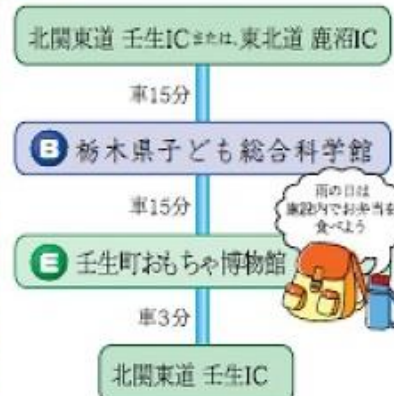 北関東道 壬生ICまたは、東北道 鹿沼IC
車15分
B 栃木県子ども総合科学館
車15分
雨の日は
施設内でお弁当を
食べよう
E 壬生町おもちゃ博物館
車3分
北関東道 壬生IC